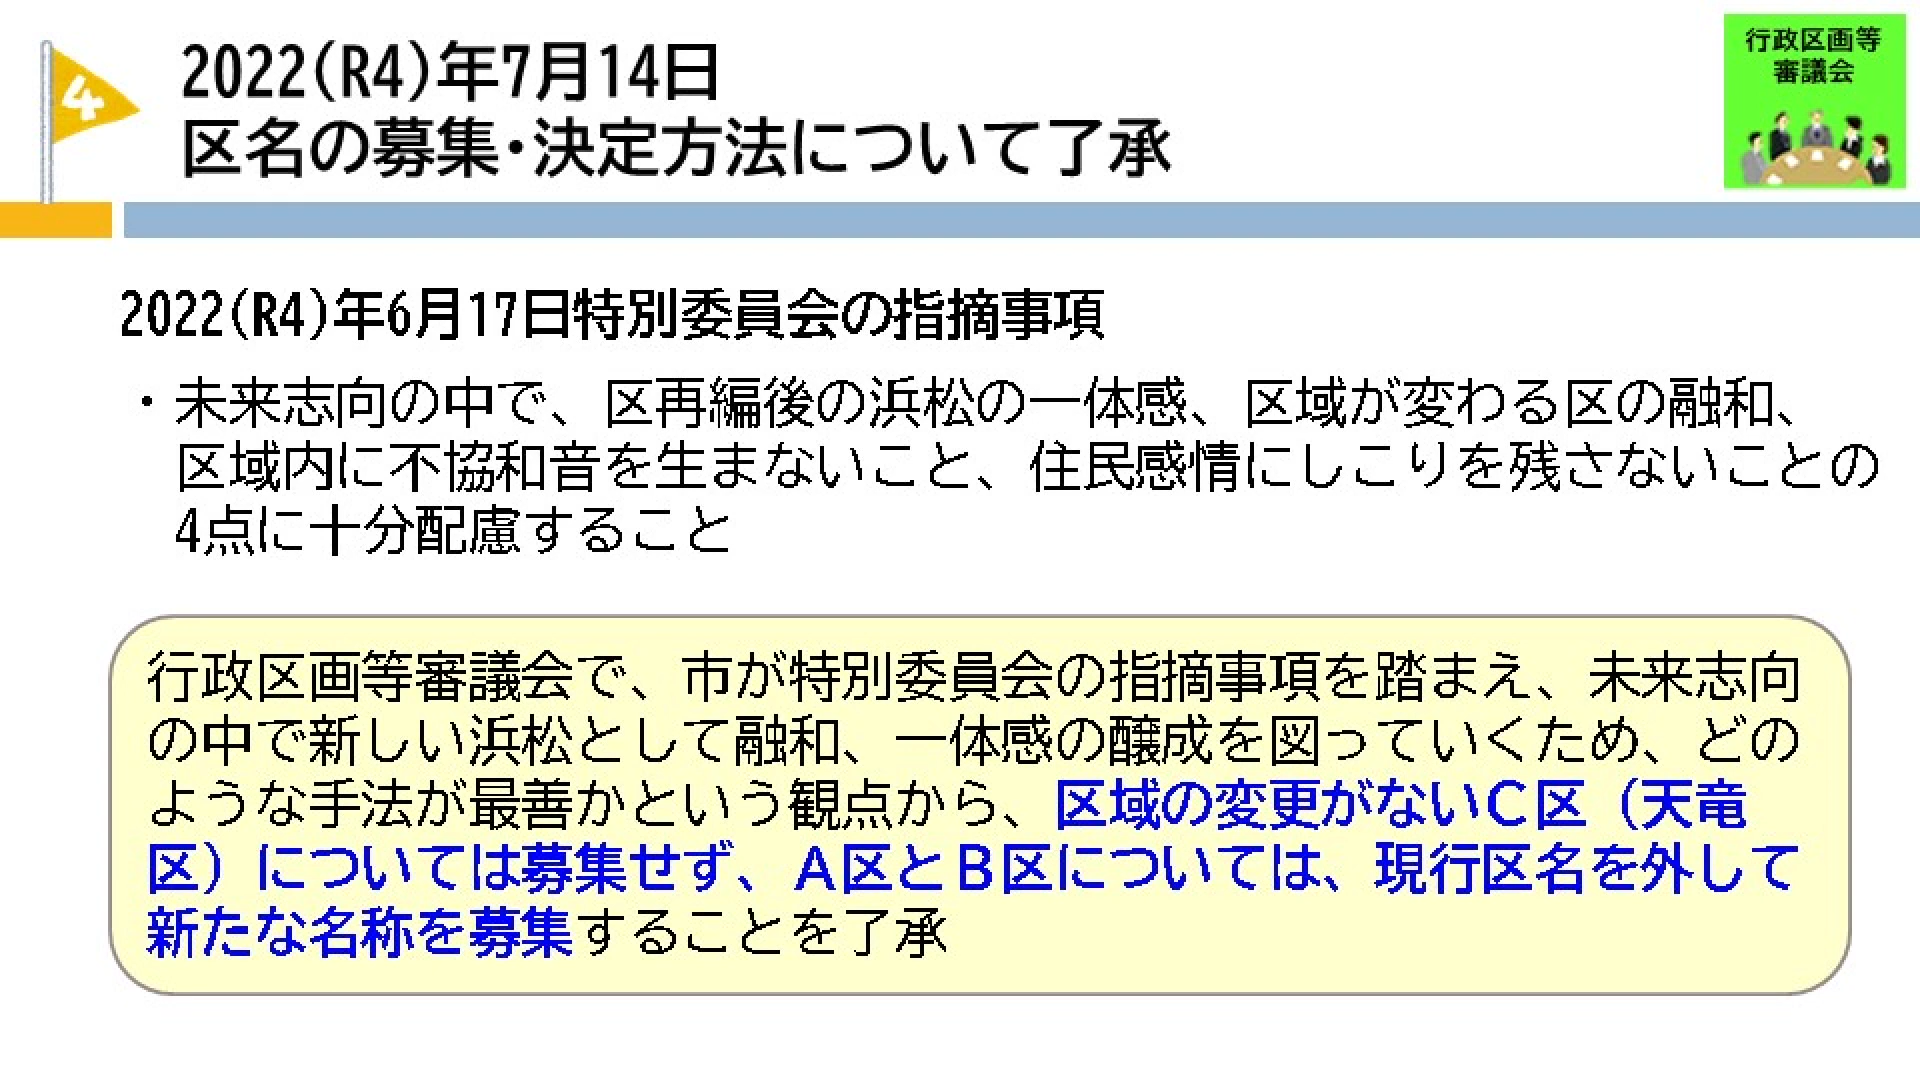 4
2022(R4)年7月14日
区名の募集・決定方法について了承
行政区画等
審議会
2022(R4)年6月17日特別委員会の指摘事項
・未来志向の中で、区再編後の浜松の一体感、区域が変わる区の融和、
区域内に不協和音を生まないこと、住民感情にしこりを残さないことの
4点に十分配慮すること
行政区画等審議会で、市が特別委員会の指摘事項を踏まえ、未来志向
の中で新しい浜松として融和、一体感の醸成を図っていくため、どの
ような手法が最善かという観点から、区域の変更がないC区（天竜
区）については募集せず、A区とB区については、現行区名を外して
新たな名称を募集することを了承